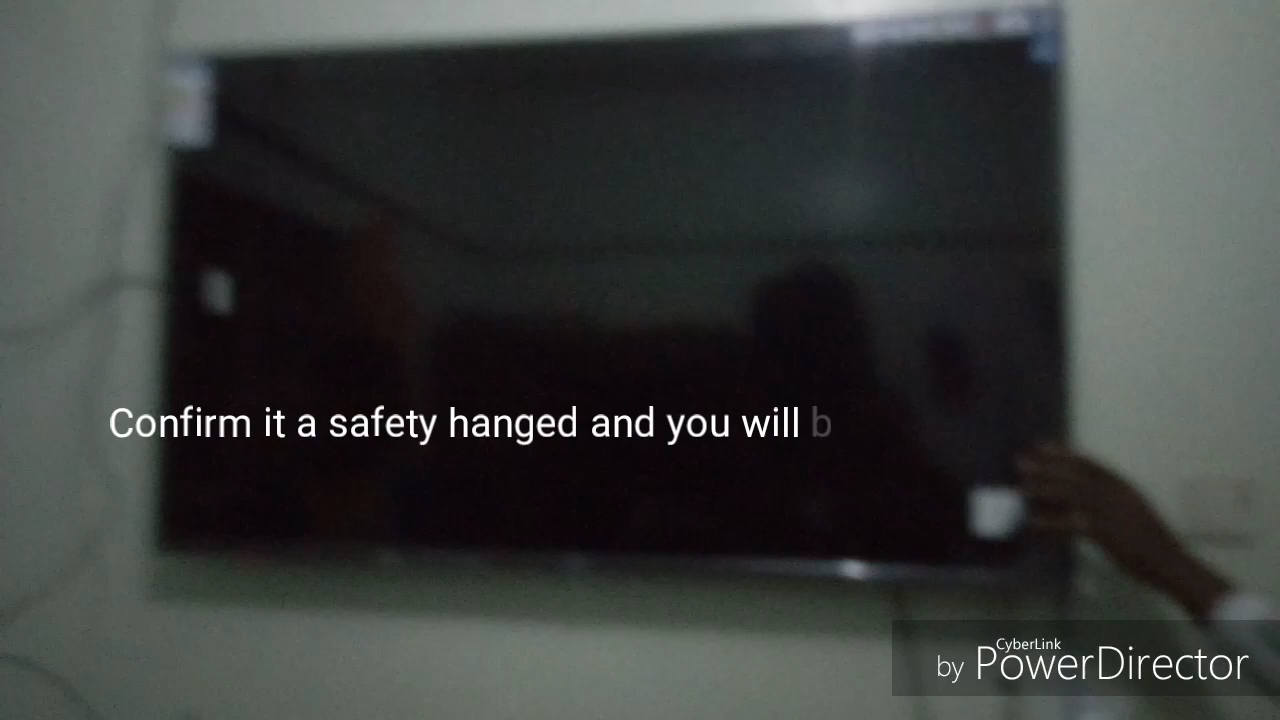 Confirm it a safety hanged and you will b
CyberLink
by PowerDirector